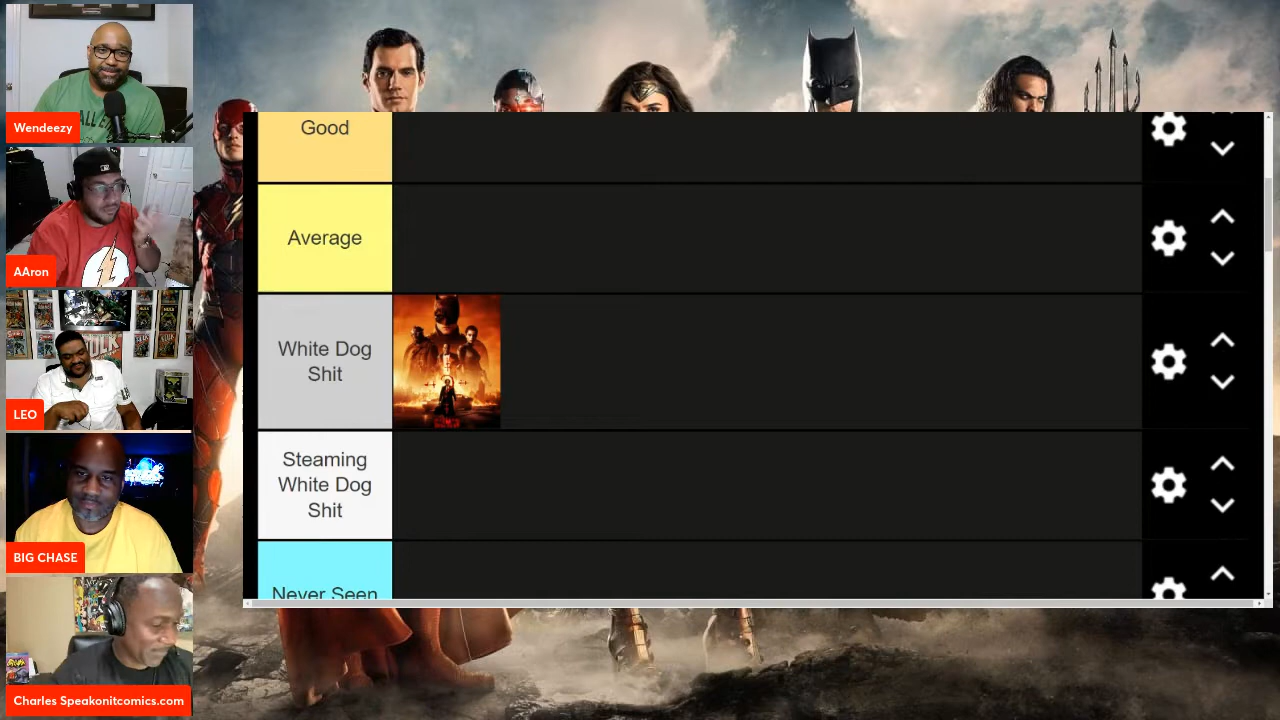 Wendeezy
AAron
LEO
BIG CHASE
Charles Speakonitcomics.com
Good
Average
White Dog
Shit
Steaming
White Dog
Shit
Never Seen